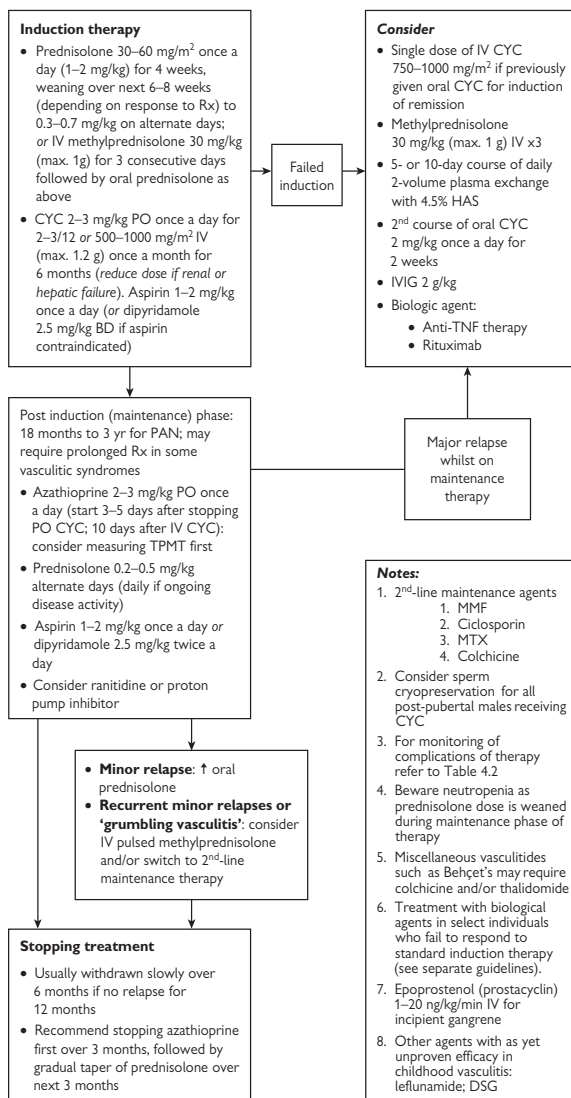 Induction therapy
• Prednisolone 30–60 mg/m² once a
day (1–2 mg/kg) for 4 weeks,
weaning over next 6–8 weeks
(depending on response to Rx) to
0.3–0.7 mg/kg on alternate days;
or IV methylprednisolone 30 mg/kg
(max. 1g) for 3 consecutive days
followed by oral prednisolone as
above
• CYC 2–3 mg/kg PO once a day for
2–3/12 or 500–1000 mg/m² IV
(max. 1.2 g) once a month for
6 months (reduce dose if renal or
hepatic failure). Aspirin 1–2 mg/kg
once a day (or dipyridamole
2.5 mg/kg BD if aspirin
contraindicated)
Failed
induction
Consider
• Single dose of IV CYC
750–1000 mg/m² if previously
given oral CYC for induction
of remission
• Methylprednisolone
30 mg/kg (max. 1 g) IV x3
• 5- or 10-day course of daily
2-volume plasma exchange
with 4.5% HAS
• 2nd course of oral CYC
2 mg/kg once a day for
2 weeks
• IVIG 2 g/kg
• Biologic agent:
• Anti-TNF therapy
• Rituximab
Post induction (maintenance) phase:
18 months to 3 yr for PAN; may
require prolonged Rx in some
vasculitic syndromes
• Azathioprine 2–3 mg/kg PO once
a day (start 3–5 days after stopping
PO CYC; 10 days after IV CYC):
consider measuring TPMT first
• Prednisolone 0.2–0.5 mg/kg
alternate days (daily if ongoing
disease activity)
• Aspirin 1–2 mg/kg once a day or
dipyridamole 2.5 mg/kg twice a
day
• Consider ranitidine or proton
pump inhibitor
Major relapse
whilst on
maintenance
therapy
• Minor relapse: ↑ oral
prednisolone
• Recurrent minor relapses or
‘grumbling vasculitis’: consider
IV pulsed methylprednisolone
and/or switch to 2nd-line
maintenance therapy
Stopping treatment
• Usually withdrawn slowly over
6 months if no relapse for
12 months
• Recommend stopping azathioprine
first over 3 months, followed by
gradual taper of prednisolone over
next 3 months
Notes:
1. 2nd-line maintenance agents
1. MMF
2. Ciclosporin
3. MTX
4. Colchicine
2. Consider sperm
cryopreservation for all
post-pubertal males receiving
CYC
3. For monitoring of
complications of therapy
refer to Table 4.2
4. Beware neutropenia as
prednisolone dose is weaned
during maintenance phase of
therapy
5. Miscellaneous vasculitides
such as Behçet’s may require
colchicine and/or thalidomide
6. Treatment with biological
agents in select individuals
who fail to respond to
standard induction therapy
(see separate guidelines).
7. Epoprostenol (prostacyclin)
1–20 ng/kg/min IV for
incipient gangrene
8. Other agents with as yet
unproven efficacy in
childhood vasculitis:
leflunamide; DSG